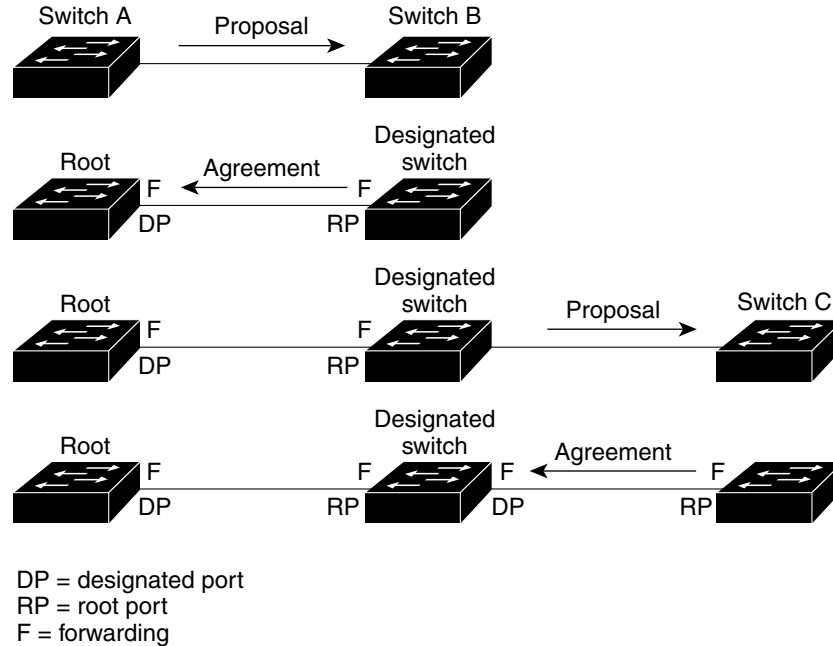 Switch A
Proposal
Switch B
Root
F
Agreement
F
Designated
switch
DP
RP
Root
F
Designated
switch
F
Proposal
Switch C
DP
RP
Root
F
Designated
switch
F
F
Agreement
F
DP
RP
DP
RP
DP = designated port
RP = root port
F = forwarding